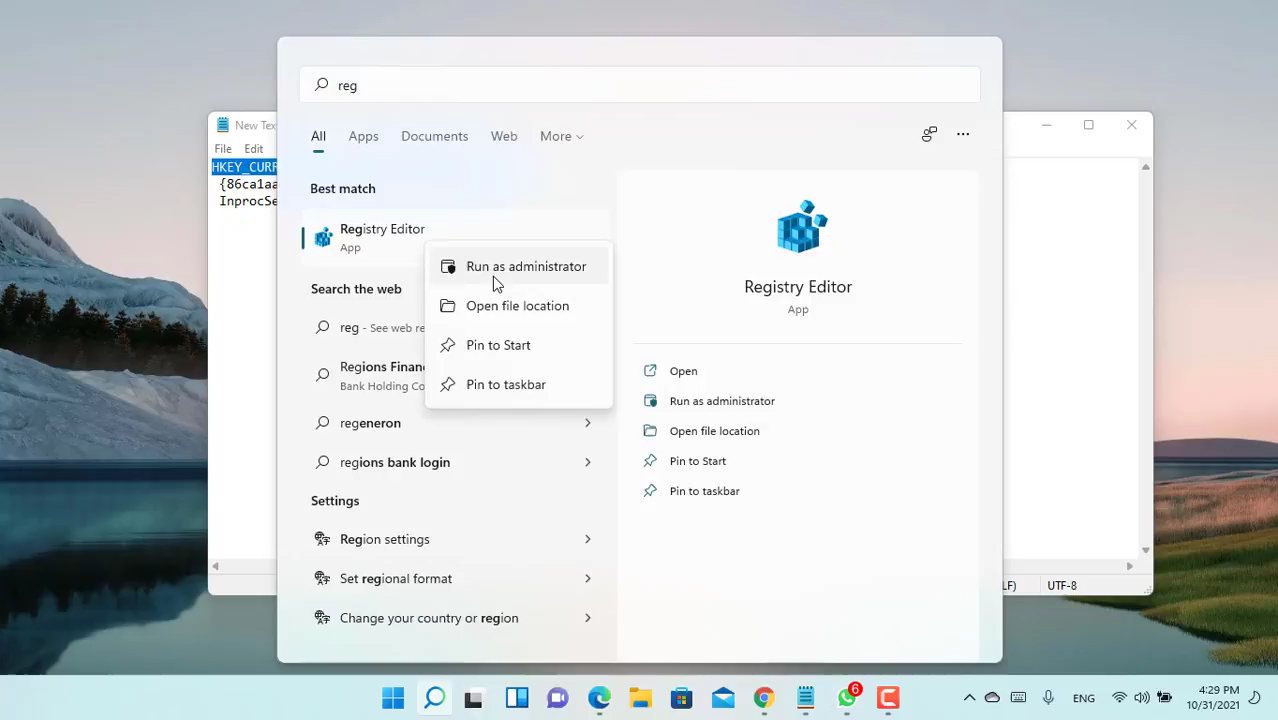 reg
All Apps Documents Web More
New Tex
File Edit
HKEY_CURR
{86ca1aa
InprocSe
Best match
Registry Editor
App
Run as administrator
Open file location
Pin to Start
Pin to taskbar
Search the web
reg - See web re
Regions Financ
Bank Holding Co
regeneron
regions bank login
Settings
Region settings
Set regional format
Change your country or region
Registry Editor
App
Open
Run as administrator
Open file location
Pin to Start
Pin to taskbar
LF) UTF-8
6
ENG
4:29 PM
10/31/2021